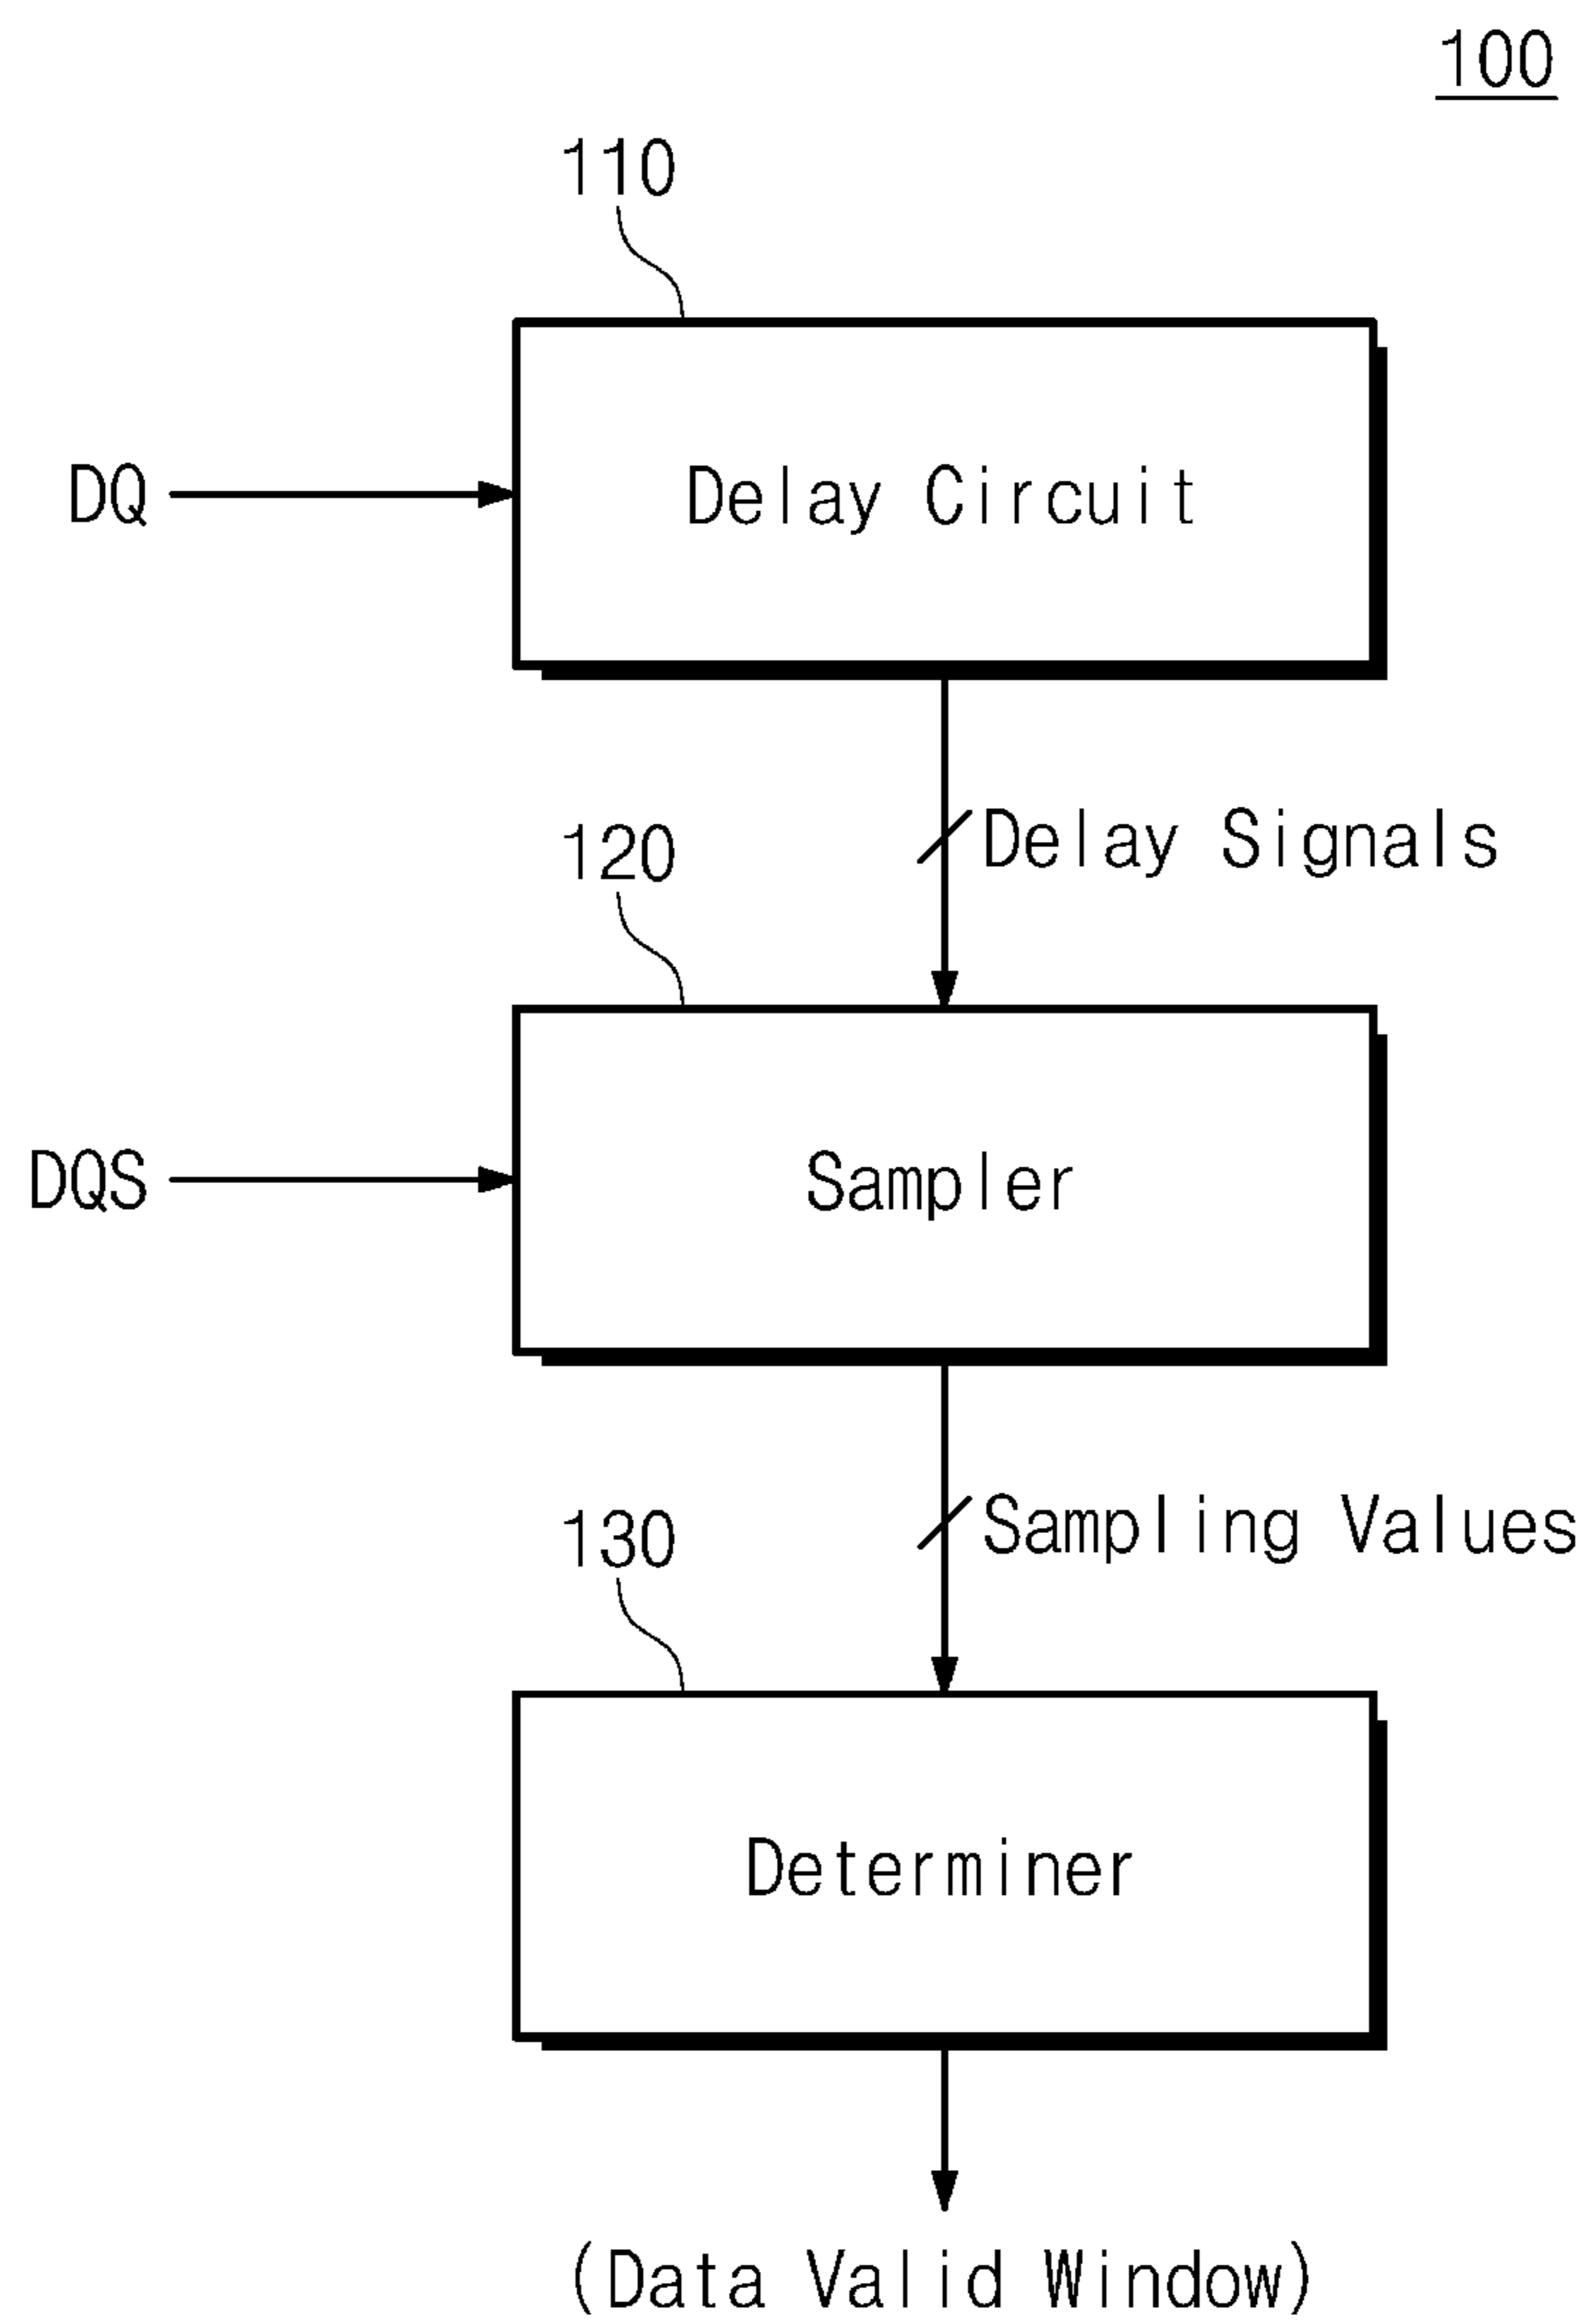 100
110
DQ
Delay Circuit
Delay Signals
120
DQS
Sampler
Sampling Values
130
Determiner
(Data Valid Window)